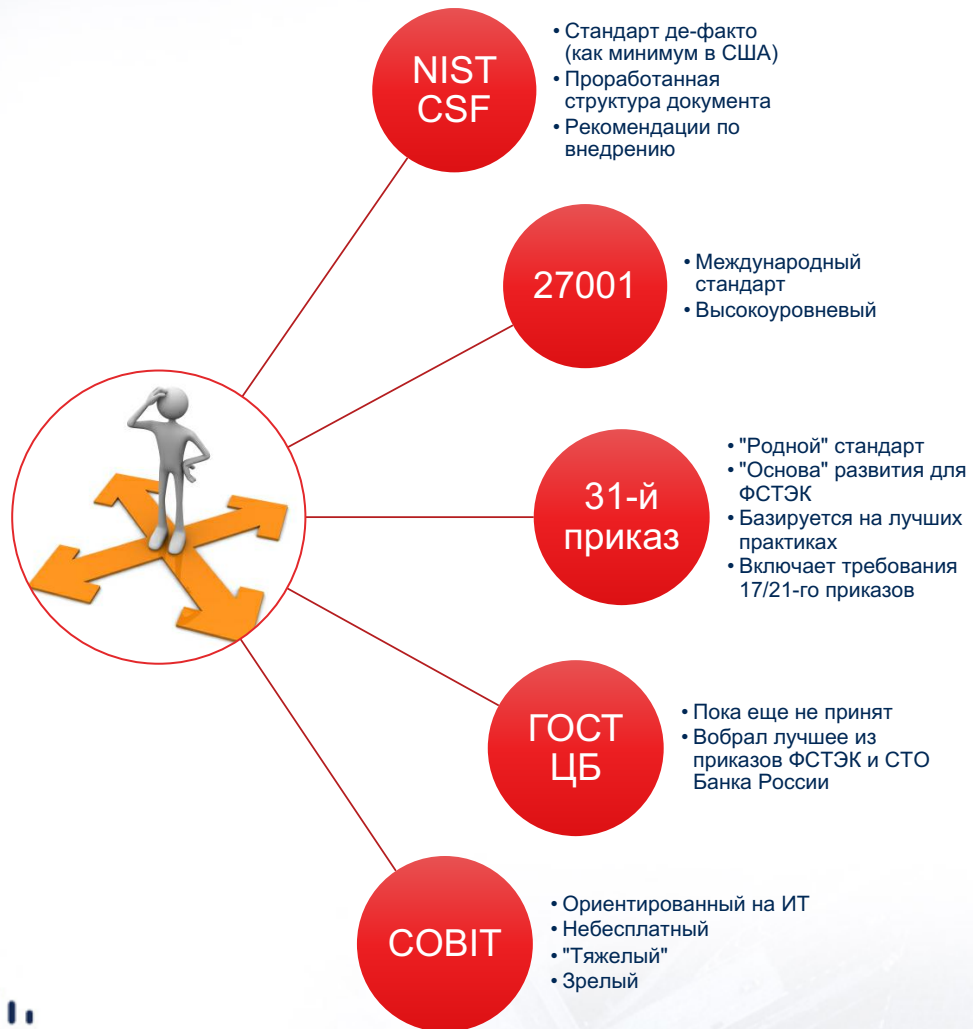 NIST
CSF
• Стандарт де-факто
(как минимум в США)
• Проработанная
структура документа
• Рекомендации по
внедрению
27001
• Международный
стандарт
• Высокоуровневый
31-й
приказ
• "Родной" стандарт
• "Основа" развития для
ФСТЭК
• Базируется на лучших
практиках
• Включает требования
17/21-го приказов
ГОСТ
ЦБ
• Пока еще не принят
• Вобрал лучшее из
приказов ФСТЭК и СТО
Банка России
COBIT
• Ориентированный на ИТ
• Небесплатный
• "Тяжелый"
• Зрелый